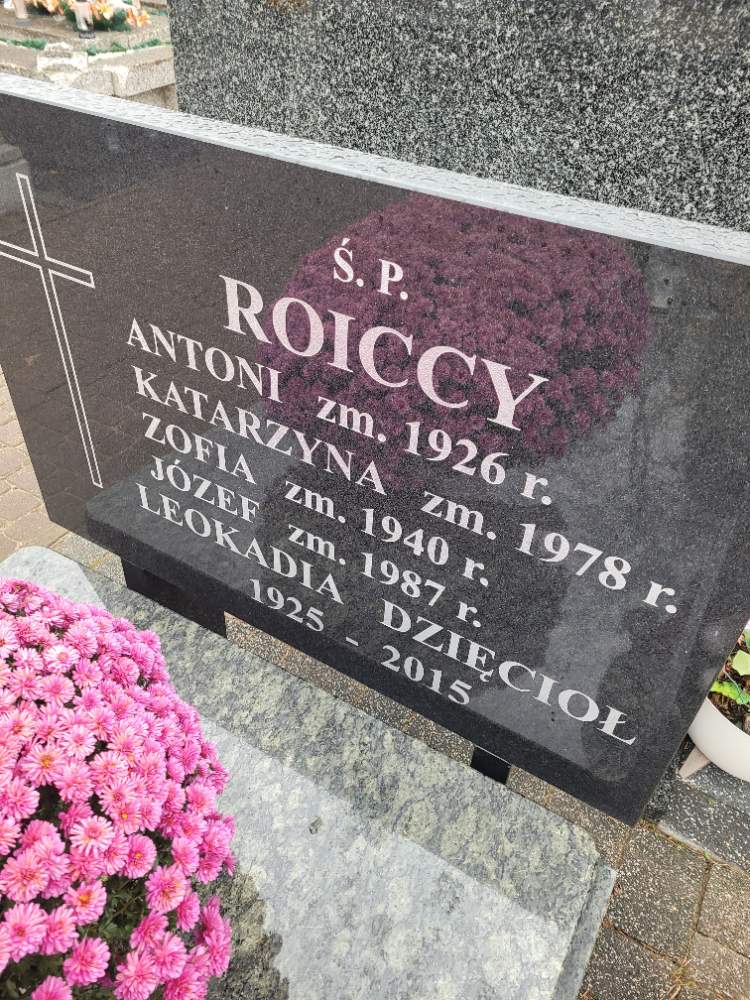 Ś. P.
ROICCY
ANTONI zm. 1926 r.
KATARZYNA zm. 1978 r.
ZOFIA zm. 1940 r.
JÓZEF zm. 1987 r.
LEOKADIA DZIĘCIOŁ
1925 - 2015